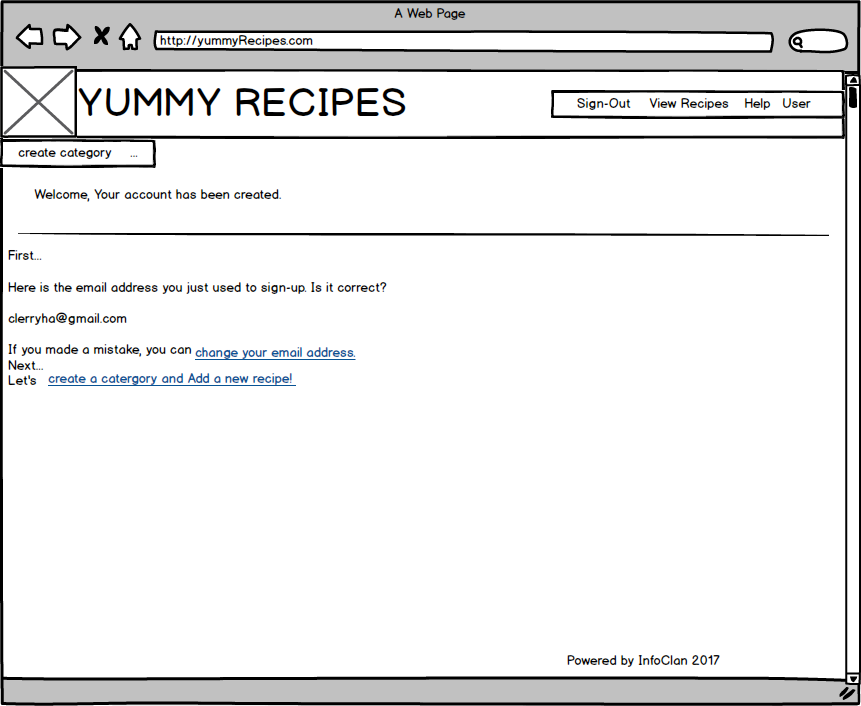 A Web Page
http://yummyRecipes.com
YUMMY RECIPES
Sign-Out View Recipes Help User
create category ...
Welcome, Your account has been created.
First...
Here is the email address you just used to sign-up. Is it correct?
clerryha@gmail.com
If you made a mistake, you can change your email address.
Next...
Let's create a catergory and Add a new recipe!
Powered by InfoClan 2017